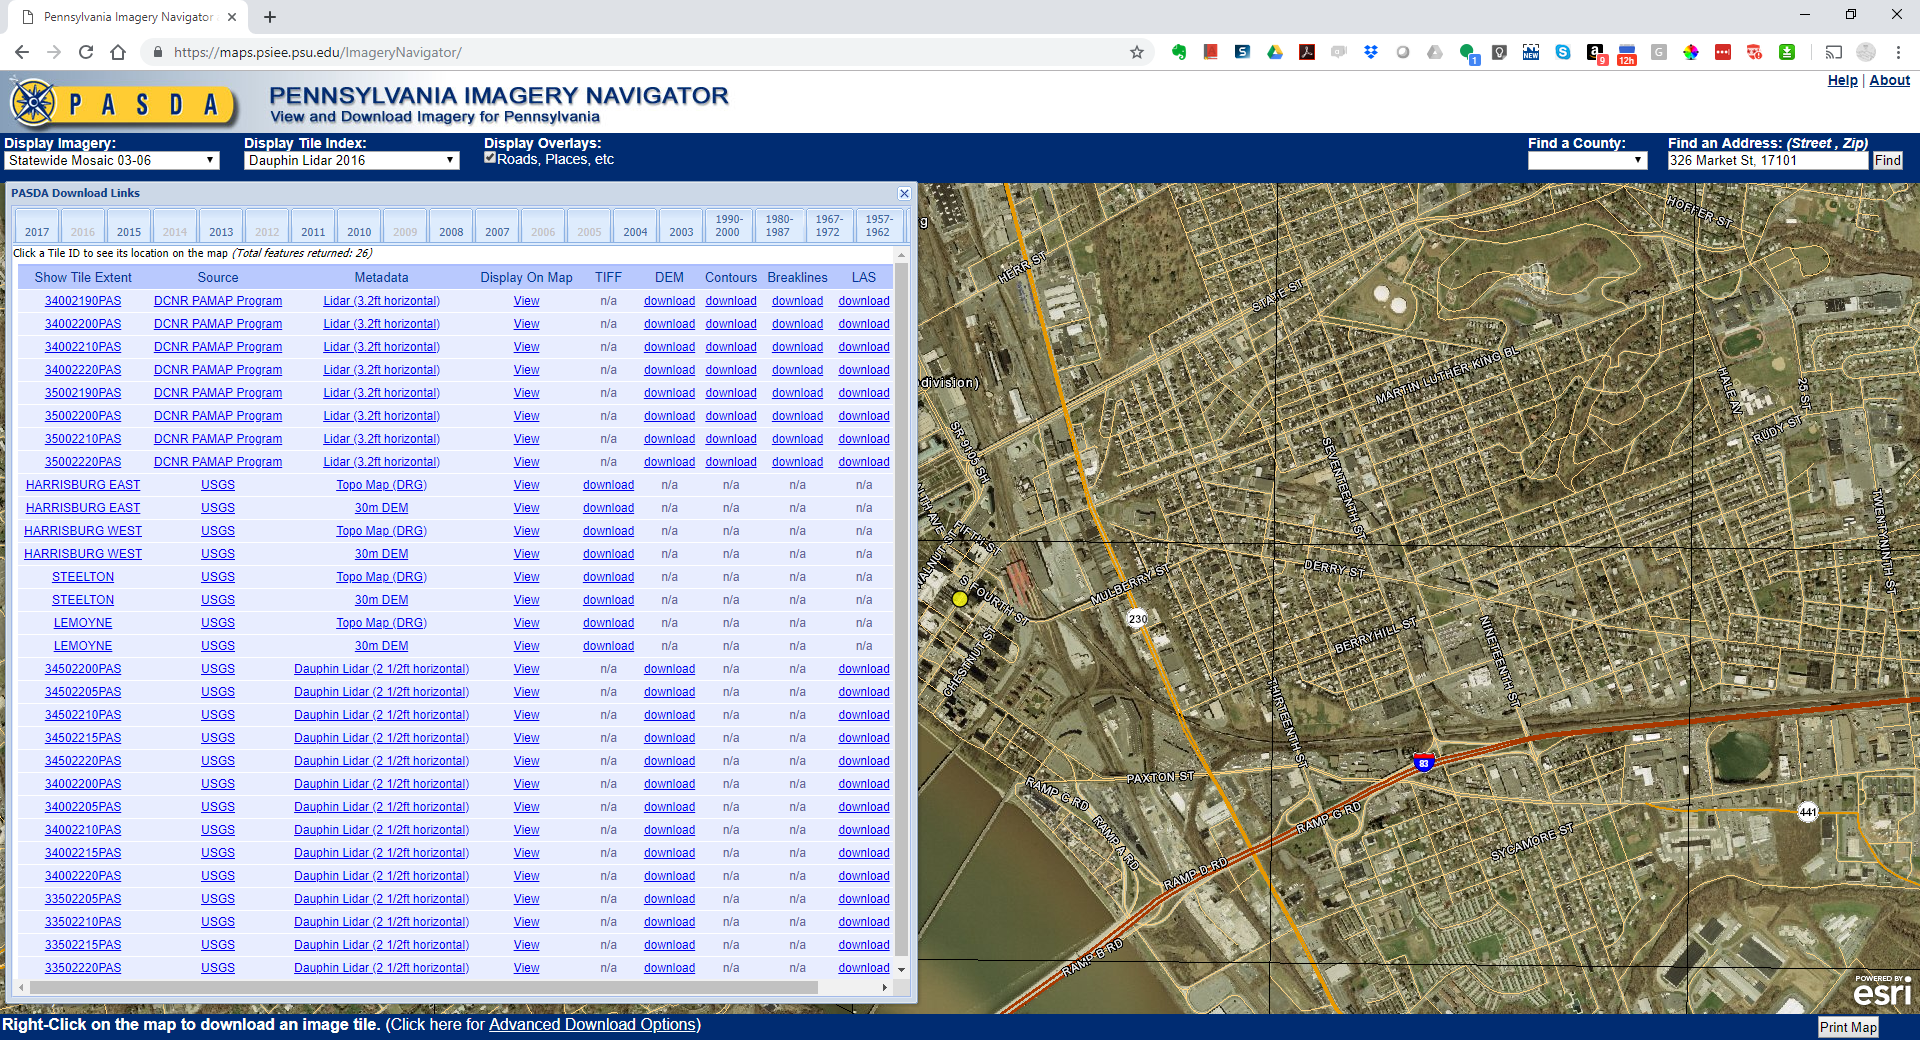 Pennsylvania Imagery Navigator
https://maps.psiee.psu.edu/ImageryNavigator/
1
NEW
9
12h
Help | About
PASDA
PENNSYLVANIA IMAGERY NAVIGATOR
View and Download Imagery for Pennsylvania
Display Imagery:
Statewide Mosaic 03-06
Display Tile Index:
Dauphin Lidar 2016
Display Overlays:
Roads, Places, etc
Find a County:
Find an Address: (Street , Zip)
326 Market St, 17101
Find
PASDA Download Links
2017 2016 2015 2014 2013 2012 2011 2010 2009 2008 2007 2006 2005 2004 2003 1990-2000 1980-1987 1967-1972 1957-1962
Click a Tile ID to see its location on the map (Total features returned: 26)
Show Tile Extent Source Metadata Display On Map TIFF DEM Contours Breaklines LAS
34002190PAS DCNR PAMAP Program Lidar (3.2ft horizontal) View n/a download download download download
34002200PAS DCNR PAMAP Program Lidar (3.2ft horizontal) View n/a download download download download
34002210PAS DCNR PAMAP Program Lidar (3.2ft horizontal) View n/a download download download download
34002220PAS DCNR PAMAP Program Lidar (3.2ft horizontal) View n/a download download download download
35002190PAS DCNR PAMAP Program Lidar (3.2ft horizontal) View n/a download download download download
35002200PAS DCNR PAMAP Program Lidar (3.2ft horizontal) View n/a download download download download
35002210PAS DCNR PAMAP Program Lidar (3.2ft horizontal) View n/a download download download download
35002220PAS DCNR PAMAP Program Lidar (3.2ft horizontal) View n/a download download download download
HARRISBURG EAST USGS Topo Map (DRG) View download n/a n/a n/a n/a
HARRISBURG EAST USGS 30m DEM View download n/a n/a n/a n/a
HARRISBURG WEST USGS Topo Map (DRG) View download n/a n/a n/a n/a
HARRISBURG WEST USGS 30m DEM View download n/a n/a n/a n/a
STEELTON USGS Topo Map (DRG) View download n/a n/a n/a n/a
STEELTON USGS 30m DEM View download n/a n/a n/a n/a
LEMOYNE USGS Topo Map (DRG) View download n/a n/a n/a n/a
LEMOYNE USGS 30m DEM View download n/a n/a n/a n/a
34502200PAS USGS Dauphin Lidar (2 1/2ft horizontal) View n/a download n/a n/a download
34502205PAS USGS Dauphin Lidar (2 1/2ft horizontal) View n/a download n/a n/a download
34502210PAS USGS Dauphin Lidar (2 1/2ft horizontal) View n/a download n/a n/a download
34502215PAS USGS Dauphin Lidar (2 1/2ft horizontal) View n/a download n/a n/a download
34502220PAS USGS Dauphin Lidar (2 1/2ft horizontal) View n/a download n/a n/a download
34002200PAS USGS Dauphin Lidar (2 1/2ft horizontal) View n/a download n/a n/a download
34002205PAS USGS Dauphin Lidar (2 1/2ft horizontal) View n/a download n/a n/a download
34002210PAS USGS Dauphin Lidar (2 1/2ft horizontal) View n/a download n/a n/a download
34002215PAS USGS Dauphin Lidar (2 1/2ft horizontal) View n/a download n/a n/a download
34002220PAS USGS Dauphin Lidar (2 1/2ft horizontal) View n/a download n/a n/a download
33502205PAS USGS Dauphin Lidar (2 1/2ft horizontal) View n/a download n/a n/a download
33502210PAS USGS Dauphin Lidar (2 1/2ft horizontal) View n/a download n/a n/a download
33502215PAS USGS Dauphin Lidar (2 1/2ft horizontal) View n/a download n/a n/a download
33502220PAS USGS Dauphin Lidar (2 1/2ft horizontal) View n/a download n/a n/a download
g
HOFFER ST
HERR ST
STATE ST
division)
MARTIN LUTHER KING BL
HALE AV
25 ST
RUDY ST
SR 9105 SH
SEVENTEENTH ST
TWENTYNINTH ST
FIFTH ST
WALNUT ST
DERRY ST
MULBERRY ST
S FOURTH ST
230
BERRYHILL ST
NINETEENTH ST
CHESTNUT ST
THIRTEENTH ST
83
PAXTON ST
RAMP C RD
RAMP G RD
441
RAMP A RD
SYCAMORE ST
RAMP D RD
RAMP B RD
POWERED BY
esri
Right-Click on the map to download an image tile. (Click here for Advanced Download Options)
Print Map